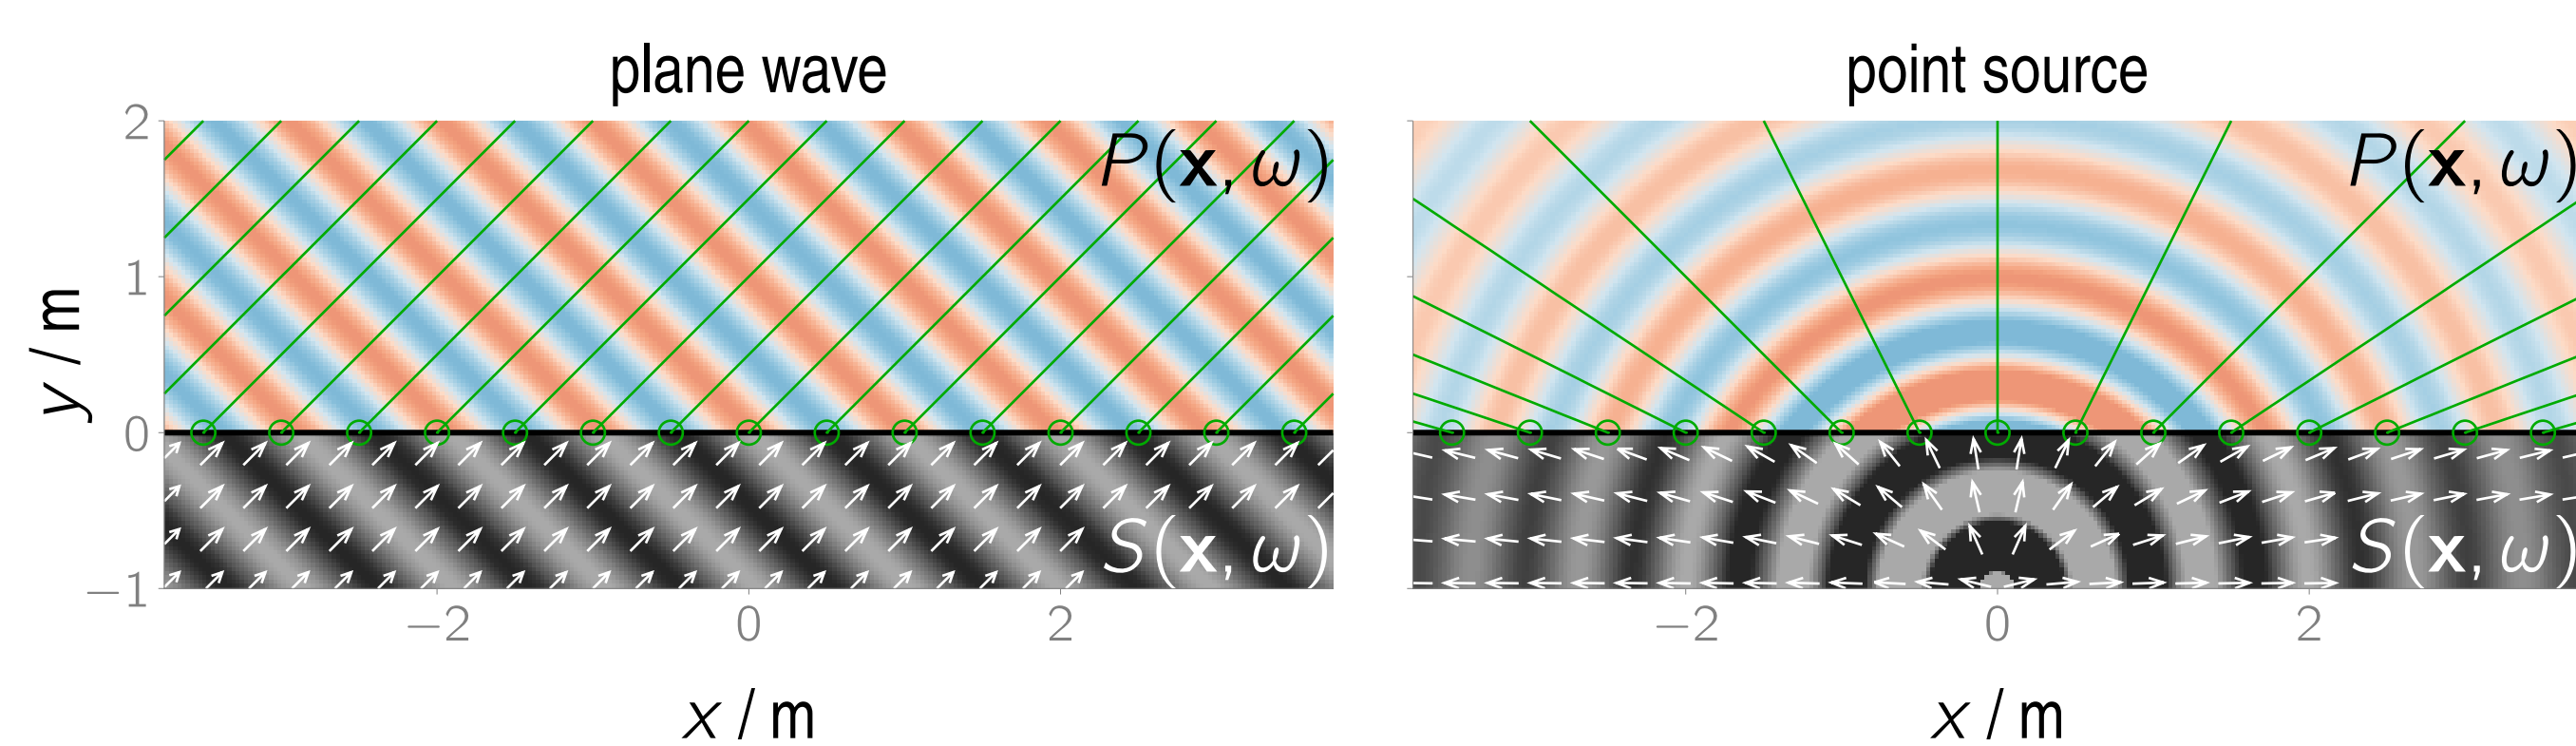 plane wave
point source
2
1
0
−1
y / m
P(x, ω)
S(x, ω)
P(x, ω)
S(x, ω)
−2
0
2
−2
0
2
x / m
x / m